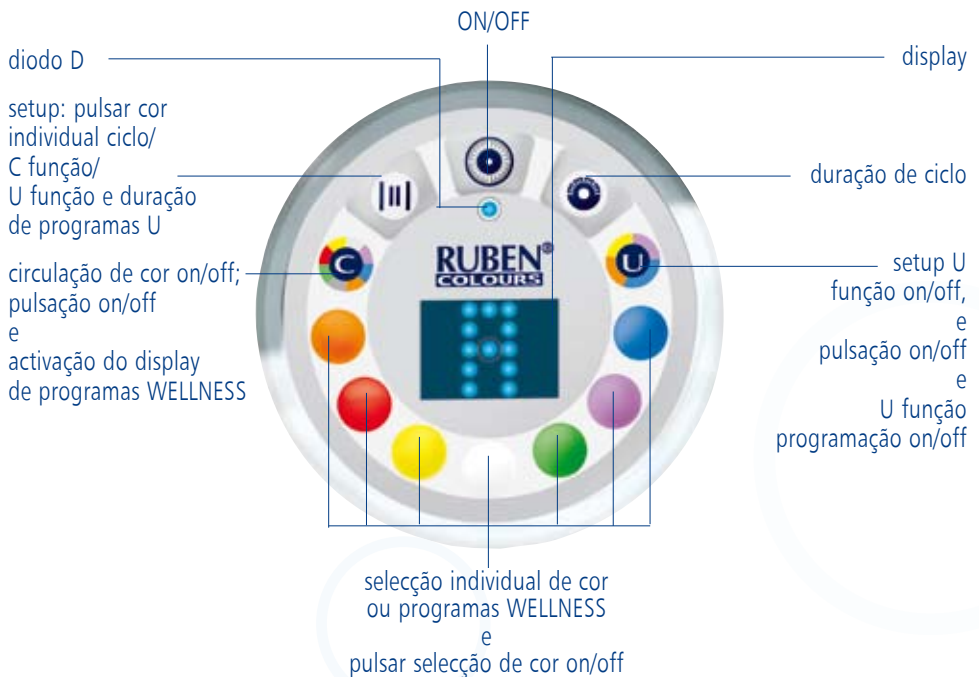 ON/OFF
diodo D
display
setup: pulsar cor
individual ciclo/
C função/
U função e duração
de programas U
duração de ciclo
circulação de cor on/off;
pulsação on/off
e
activação do display
de programas WELLNESS
C
RUBEN®
COLOURS
U
setup U
função on/off,
e
pulsação on/off
e
U função
programação on/off
selecção individual de cor
ou programas WELLNESS
e
pulsar selecção de cor on/off